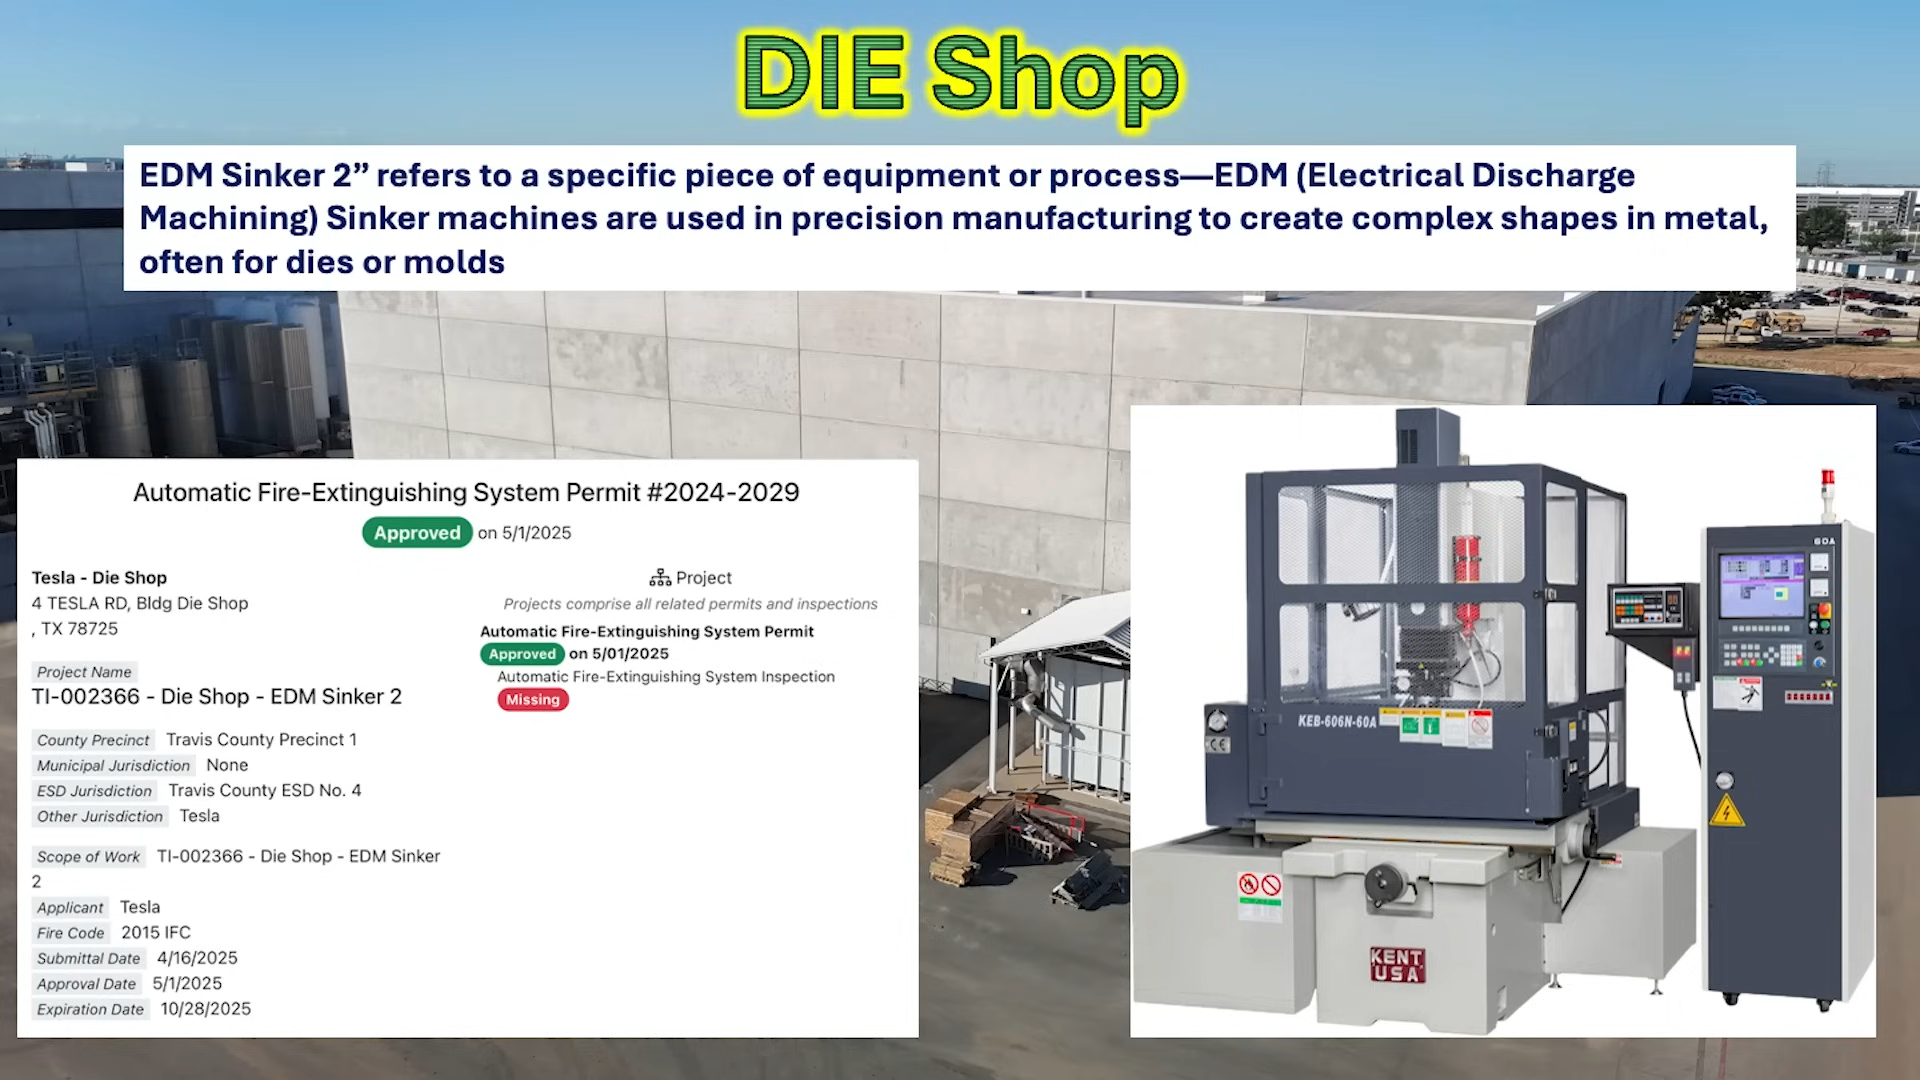 DIE Shop
EDM Sinker 2” refers to a specific piece of equipment or process—EDM (Electrical Discharge
Machining) Sinker machines are used in precision manufacturing to create complex shapes in metal,
often for dies or molds
Automatic Fire-Extinguishing System Permit #2024-2029
Approved on 5/1/2025
Tesla - Die Shop
4 TESLA RD, Bldg Die Shop
, TX 78725
Project Name
TI-002366 - Die Shop - EDM Sinker 2
County Precinct Travis County Precinct 1
Municipal Jurisdiction None
ESD Jurisdiction Travis County ESD No. 4
Other Jurisdiction Tesla
Scope of Work TI-002366 - Die Shop - EDM Sinker
2
Applicant Tesla
Fire Code 2015 IFC
Submittal Date 4/16/2025
Approval Date 5/1/2025
Expiration Date 10/28/2025
Project
Projects comprise all related permits and inspections
Automatic Fire-Extinguishing System Permit
Approved on 5/01/2025
Automatic Fire-Extinguishing System Inspection
Missing
KEB-606N-60A
KENT
USA
60A